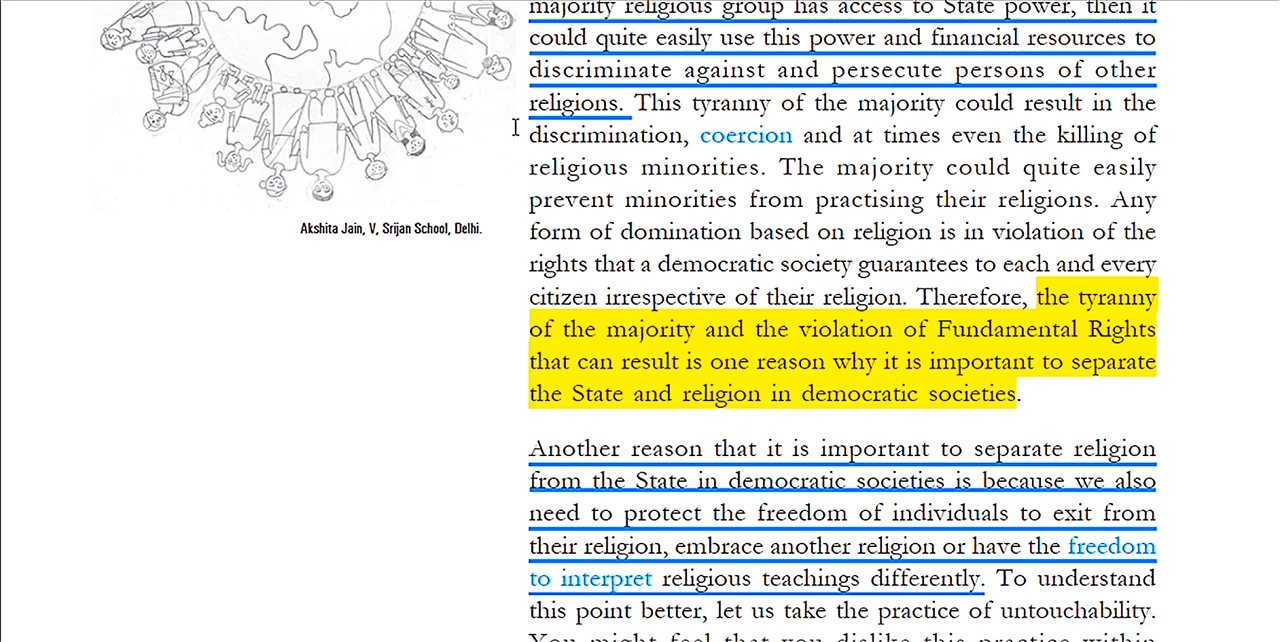 majority religious group has access to State power, then it
could quite easily use this power and financial resources to
discriminate against and persecute persons of other
religions. This tyranny of the majority could result in the
discrimination, coercion and at times even the killing of
religious minorities. The majority could quite easily
prevent minorities from practising their religions. Any
form of domination based on religion is in violation of the
rights that a democratic society guarantees to each and every
citizen irrespective of their religion. Therefore, the tyranny
of the majority and the violation of Fundamental Rights
that can result is one reason why it is important to separate
the State and religion in democratic societies.
Akshita Jain, V, Srijan School, Delhi.
Another reason that it is important to separate religion
from the State in democratic societies is because we also
need to protect the freedom of individuals to exit from
their religion, embrace another religion or have the freedom
to interpret religious teachings differently. To understand
this point better, let us take the practice of untouchability.
You might feel that you dislike this practice within